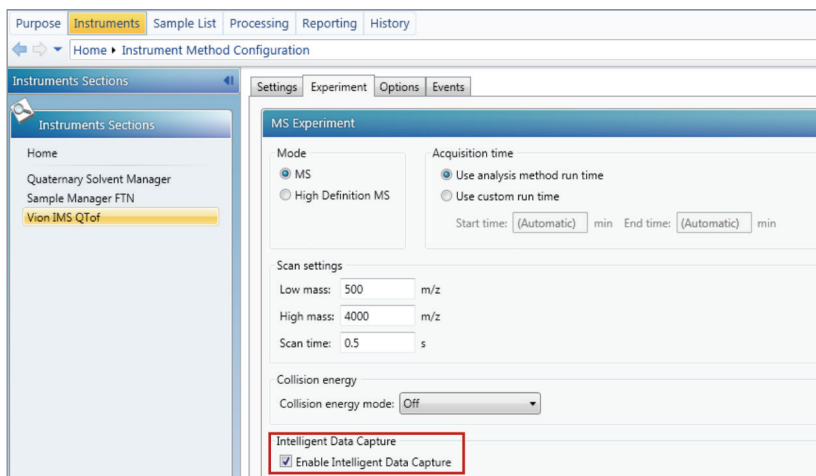 Purpose Instruments Sample List Processing Reporting History
Home Instrument Method Configuration
Instruments Sections
Instruments Sections
Home
Quaternary Solvent Manager
Sample Manager FTN
Vion IMS QTof
Settings Experiment Options Events
MS Experiment
Mode
MS
High Definition MS
Acquisition time
Use analysis method run time
Use custom run time
Start time: (Automatic) min End time: (Automatic) min
Scan settings
Low mass: 500 m/z
High mass: 4000 m/z
Scan time: 0.5 s
Collision energy
Collision energy mode: Off
Intelligent Data Capture
Enable Intelligent Data Capture